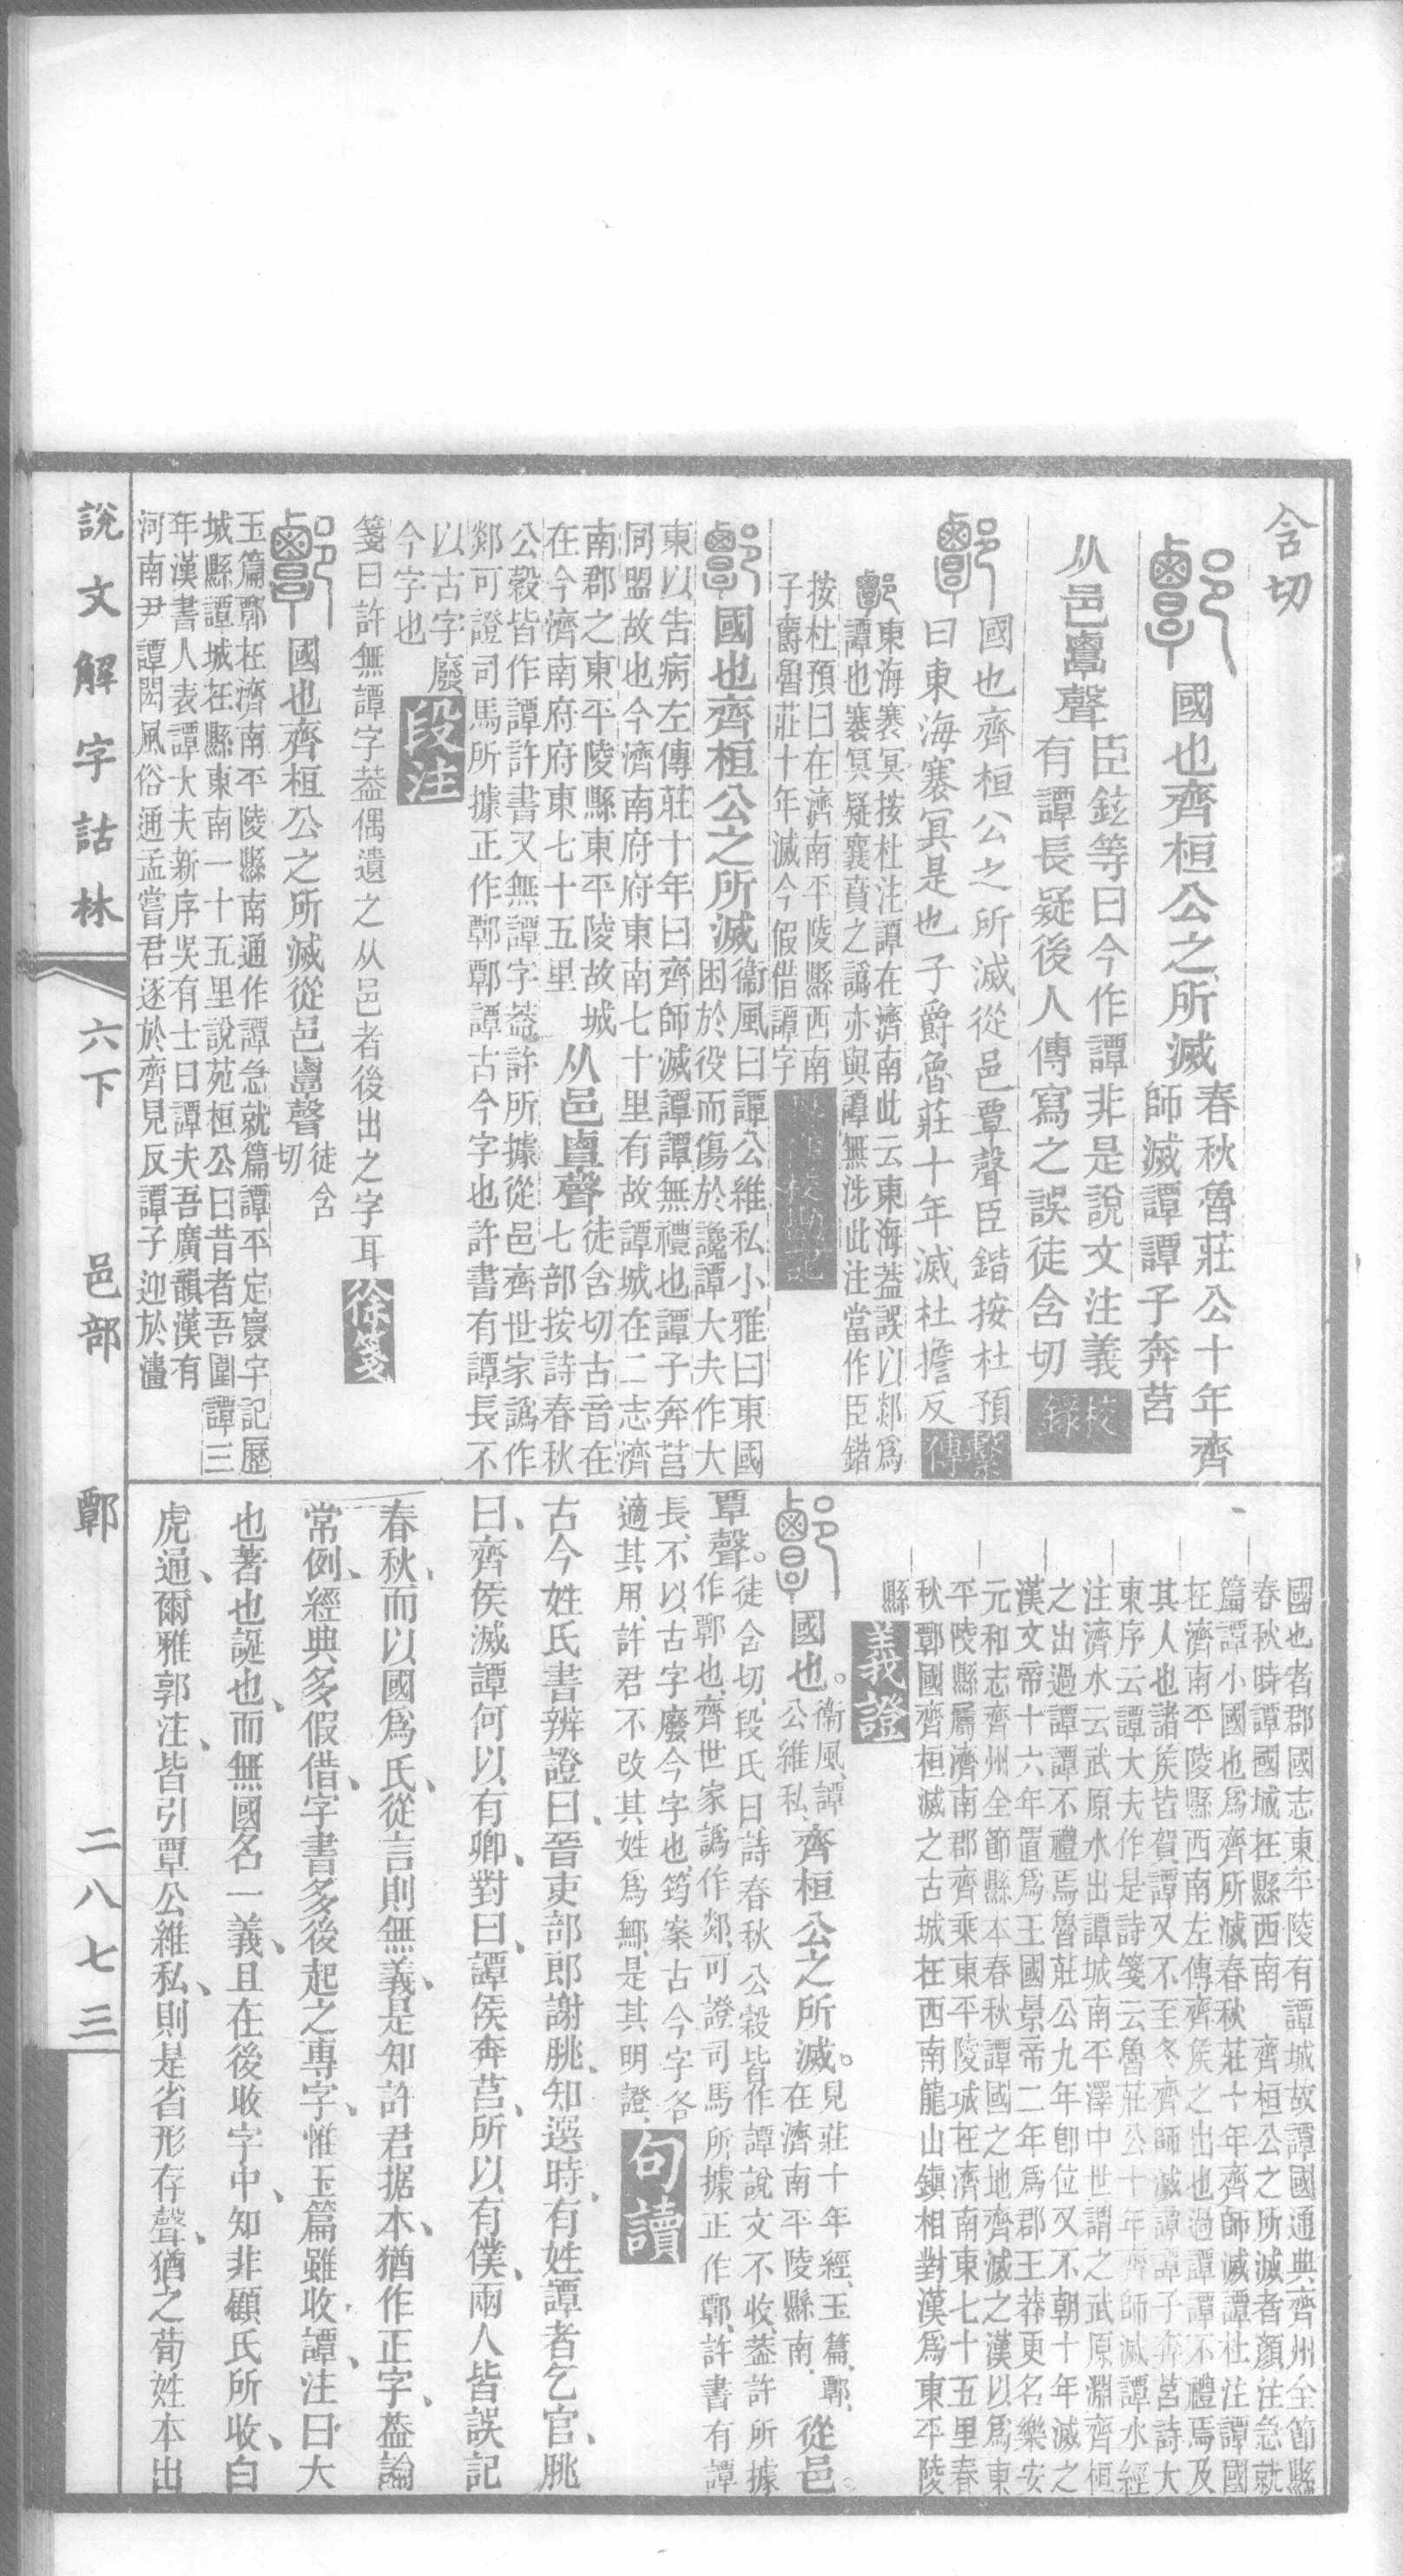 含切
國也齊桓公之所滅
春秋魯莊公十年齊
師滅譚譚子奔莒
从邑𪉷聲
臣鉉等曰今作譚非是說文注義
有譚長疑後人傳寫之誤徒含切
校錄
國也齊桓公之所滅從邑覃聲臣鍇按杜預
曰東海襄冥是也子爵魯莊十年滅杜擔反
繫傳
鄿
東海襄冥按杜注譚在濟南此云東海葢誤以郯爲
譚也襄冥疑襄賁之譌亦與譚無涉此注當作臣鍇
按杜預曰在濟南平陵縣西南
子爵魯莊十年滅今假借譚字
國也齊桓公之所滅
衞風曰譚公維私小雅曰東國
困於役而傷於讒譚大夫作大
東以告病左傳莊十年曰齊師滅譚譚無禮也譚子奔莒
同盟故也今濟南府府東南七十里有故譚城在二志濟
南郡之東平陵縣東平陵故城
在今濟南府府東七十五里
从邑覃聲
徒含切古音在
七部按詩春秋
公穀皆作譚許書又無譚字葢許所據從邑齊世家譌作
郯可證司馬所據正作鄿鄿譚古今字也許書有譚長不
以古字廢
今字也
段注
箋曰許無譚字葢偶遺之从邑者後出之字耳
徐箋
國也齊桓公之所滅從邑𪉷聲
徒含
切
玉篇鄿在濟南平陵縣南通作譚急就篇譚平定寰宇記歷
城縣譚城在縣東南一十五里說苑桓公曰昔者吾圍譚三
年漢書人表譚大夫新序吳有士曰譚夫吾廣韻漢有
河南尹譚閎風俗通孟嘗君逐於齊見反譚子迎於澅
國也者郡國志東平陵有譚城故譚國通典齊州全節縣
春秋時譚國城在縣西南 齊桓公之所滅者顏注急就
篇譚小國也爲齊所滅春秋莊十年齊師滅譚杜注譚國
在濟南平陵縣西南左傳齊矦之出也過譚譚不禮焉及
其人也諸矦皆賀譚又不至冬齊師滅譚譚子奔莒詩大
東序云譚大夫作是詩箋云魯莊公十年齊師滅譚水經
注濟水云武原水出譚城南平澤中世謂之武原淵齊桓
之出過譚譚不禮焉魯莊公九年卽位又不朝十年滅之
漢文帝十六年置爲王國景帝二年爲郡王莽更名樂安
元和志齊州全節縣本春秋譚國之地齊滅之漢以爲東
平陵縣屬濟南郡齊乘東平陵城在濟南東七十五里春
秋鄿國齊桓滅之古城在西南龍山鎭相對漢爲東平陵
縣
義證
國也。
衞風、譚
公維私、
齊桓公之所滅。
見莊十年經、玉篇、鄿、
在濟南平陵縣南、
從邑。
覃聲。
徒含切、段氏曰、詩春秋公穀皆作譚、說文不收、葢許所據
作鄿也、齊世家譌作郯、可證司馬所據正作鄿、許書有譚
長、不以古字廢今字也、筠案古今字各
適其用、許君不改其姓爲鄿、是其明證、
句讀
古今姓氏書辨證曰、晉吏部郎謝朓、知選時、有姓譚者乞官、朓
曰、齊侯滅譚何以有卿、對曰、譚侯奔莒、所以有僕、兩人皆誤記
春秋、而以國爲氏、從言則無義、是知許君据本、猶作正字、葢論
常例、經典多假借、字書多後起之專字、惟玉篇雖收譚、注曰、大
也著也誕也、而無國名一義、且在後收字中、知非顧氏所收、白
虎通、爾雅郭注、皆引覃公維私、則是省形存聲、猶之荀姓本出
說文解字詁林
六下
邑部
鄿
二八七三